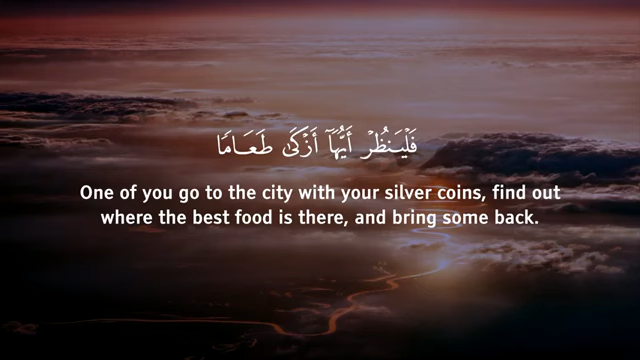 فَلْيَنظُرْ أَيُّهَآ أَزْكَىٰ طَعَامًا
One of you go to the city with your silver coins, find out
where the best food is there, and bring some back.